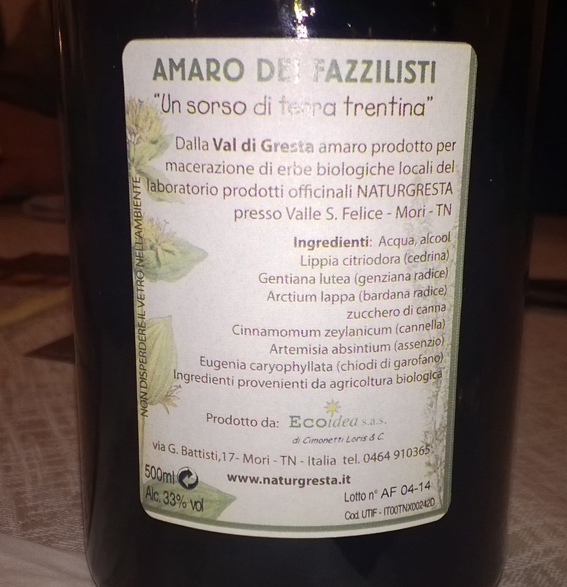 AMARO DEI FAZZILISTI
"Un sorso di terra trentina"
Dalla Val di Gresta amaro prodotto per
macerazione di erbe biologiche locali del
laboratorio prodotti officinali NATURGRESTA
presso Valle S. Felice - Mori - TN
Ingredienti: Acqua, alcool
Lippia citriodora (cedrina)
Gentiana lutea (genziana radice)
Arctium lappa (bardana radice)
zucchero di canna
Cinnamomum zeylanicum (cannella)
Artemisia absintium (assenzio)
Eugenia caryophyllata (chiodi di garofano)
Ingredienti provenienti da agricoltura biologica
NON DISPERDERE IL VETRO NELL'AMBIENTE
Prodotto da: Ecoidea s.a.s.
di Cimonetti Loris & C.
via G. Battisti,17- Mori - TN - Italia tel. 0464 910365
www.naturgresta.it
500ml
Alc. 33% vol
Lotto n° AF 04-14
Cod. UTIF - IT00TNX00242D